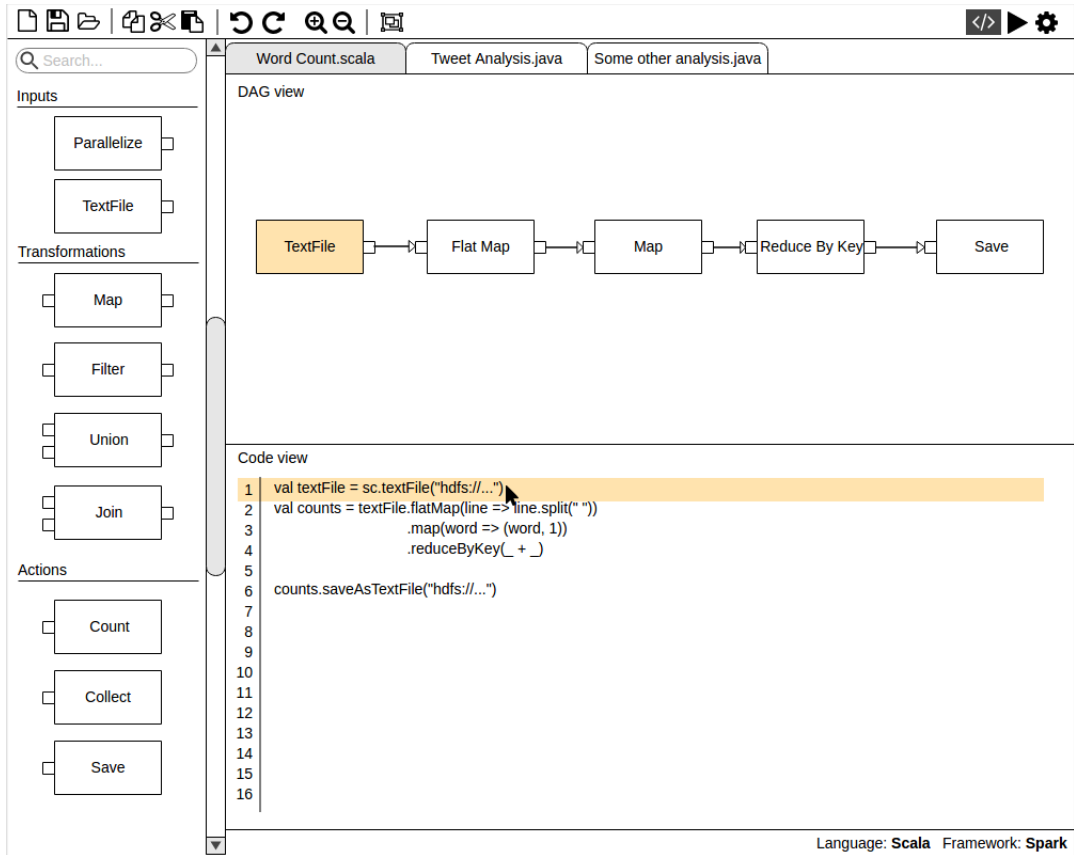 </>
Search...
Word Count.scala
Tweet Analysis.java
Some other analysis.java
Inputs
Parallelize
TextFile
Transformations
Map
Filter
Union
Join
Actions
Count
Collect
Save
DAG view
TextFile
Flat Map
Map
Reduce By Key
Save
Code view
1 val textFile = sc.textFile("hdfs://...")
2 val counts = textFile.flatMap(line => line.split(" "))
3 .map(word => (word, 1))
4 .reduceByKey(_ + _)
5
6 counts.saveAsTextFile("hdfs://...")
7
8
9
10
11
12
13
14
15
16
Language: Scala Framework: Spark